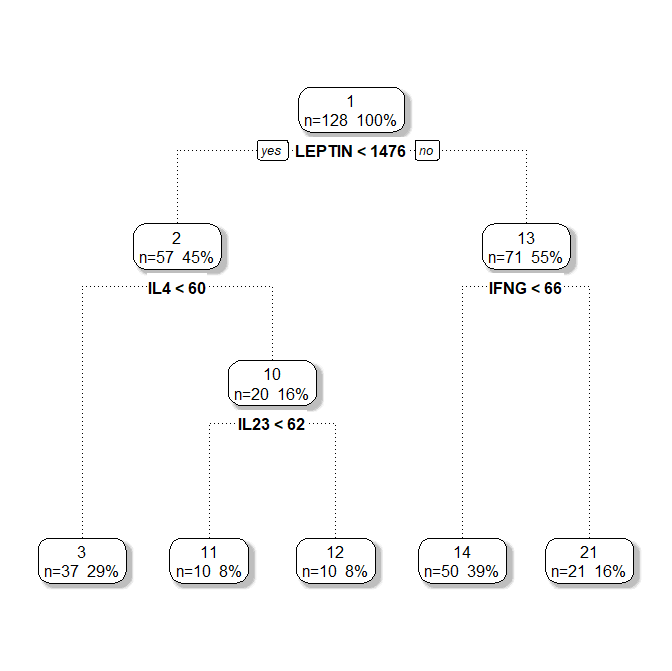 1
n=128 100%
yes LEPTIN < 1476 no
2
n=57 45%
13
n=71 55%
IL4 < 60
IFNG < 66
10
n=20 16%
IL23 < 62
3
n=37 29%
11
n=10 8%
12
n=10 8%
14
n=50 39%
21
n=21 16%